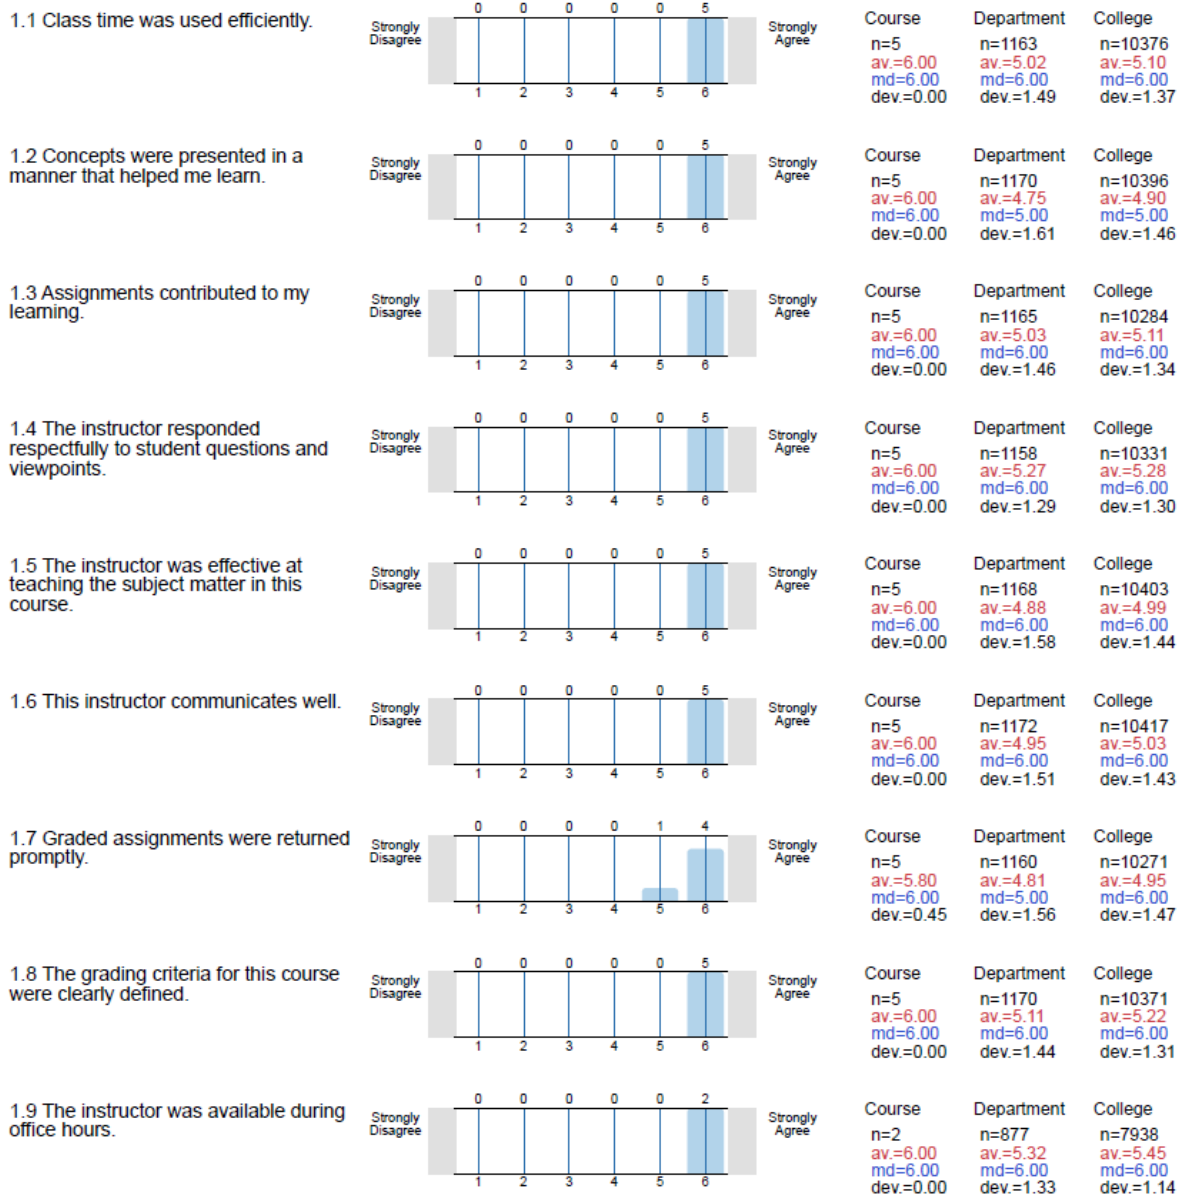 1.1 Class time was used efficiently.
Strongly Disagree
0 0 0 0 0 5
1 2 3 4 5 6
Strongly Agree
Course Department College
n=5 n=1163 n=10376
av.=6.00 av.=5.02 av.=5.10
md=6.00 md=6.00 md=6.00
dev.=0.00 dev.=1.49 dev.=1.37
1.2 Concepts were presented in a
manner that helped me learn.
Strongly Disagree
0 0 0 0 0 5
1 2 3 4 5 6
Strongly Agree
Course Department College
n=5 n=1170 n=10396
av.=6.00 av.=4.75 av.=4.90
md=6.00 md=5.00 md=5.00
dev.=0.00 dev.=1.61 dev.=1.46
1.3 Assignments contributed to my
learning.
Strongly Disagree
0 0 0 0 0 5
1 2 3 4 5 6
Strongly Agree
Course Department College
n=5 n=1165 n=10284
av.=6.00 av.=5.03 av.=5.11
md=6.00 md=6.00 md=6.00
dev.=0.00 dev.=1.46 dev.=1.34
1.4 The instructor responded
respectfully to student questions and
viewpoints.
Strongly Disagree
0 0 0 0 0 5
1 2 3 4 5 6
Strongly Agree
Course Department College
n=5 n=1158 n=10331
av.=6.00 av.=5.27 av.=5.28
md=6.00 md=6.00 md=6.00
dev.=0.00 dev.=1.29 dev.=1.30
1.5 The instructor was effective at
teaching the subject matter in this
course.
Strongly Disagree
0 0 0 0 0 5
1 2 3 4 5 6
Strongly Agree
Course Department College
n=5 n=1168 n=10403
av.=6.00 av.=4.88 av.=4.99
md=6.00 md=6.00 md=6.00
dev.=0.00 dev.=1.58 dev.=1.44
1.6 This instructor communicates well.
Strongly Disagree
0 0 0 0 0 5
1 2 3 4 5 6
Strongly Agree
Course Department College
n=5 n=1172 n=10417
av.=6.00 av.=4.95 av.=5.03
md=6.00 md=6.00 md=6.00
dev.=0.00 dev.=1.51 dev.=1.43
1.7 Graded assignments were returned
promptly.
Strongly Disagree
0 0 0 0 1 4
1 2 3 4 5 6
Strongly Agree
Course Department College
n=5 n=1160 n=10271
av.=5.80 av.=4.81 av.=4.95
md=6.00 md=5.00 md=6.00
dev.=0.45 dev.=1.56 dev.=1.47
1.8 The grading criteria for this course
were clearly defined.
Strongly Disagree
0 0 0 0 0 5
1 2 3 4 5 6
Strongly Agree
Course Department College
n=5 n=1170 n=10371
av.=6.00 av.=5.11 av.=5.22
md=6.00 md=6.00 md=6.00
dev.=0.00 dev.=1.44 dev.=1.31
1.9 The instructor was available during
office hours.
Strongly Disagree
0 0 0 0 0 2
1 2 3 4 5 6
Strongly Agree
Course Department College
n=2 n=877 n=7938
av.=6.00 av.=5.32 av.=5.45
md=6.00 md=6.00 md=6.00
dev.=0.00 dev.=1.33 dev.=1.14